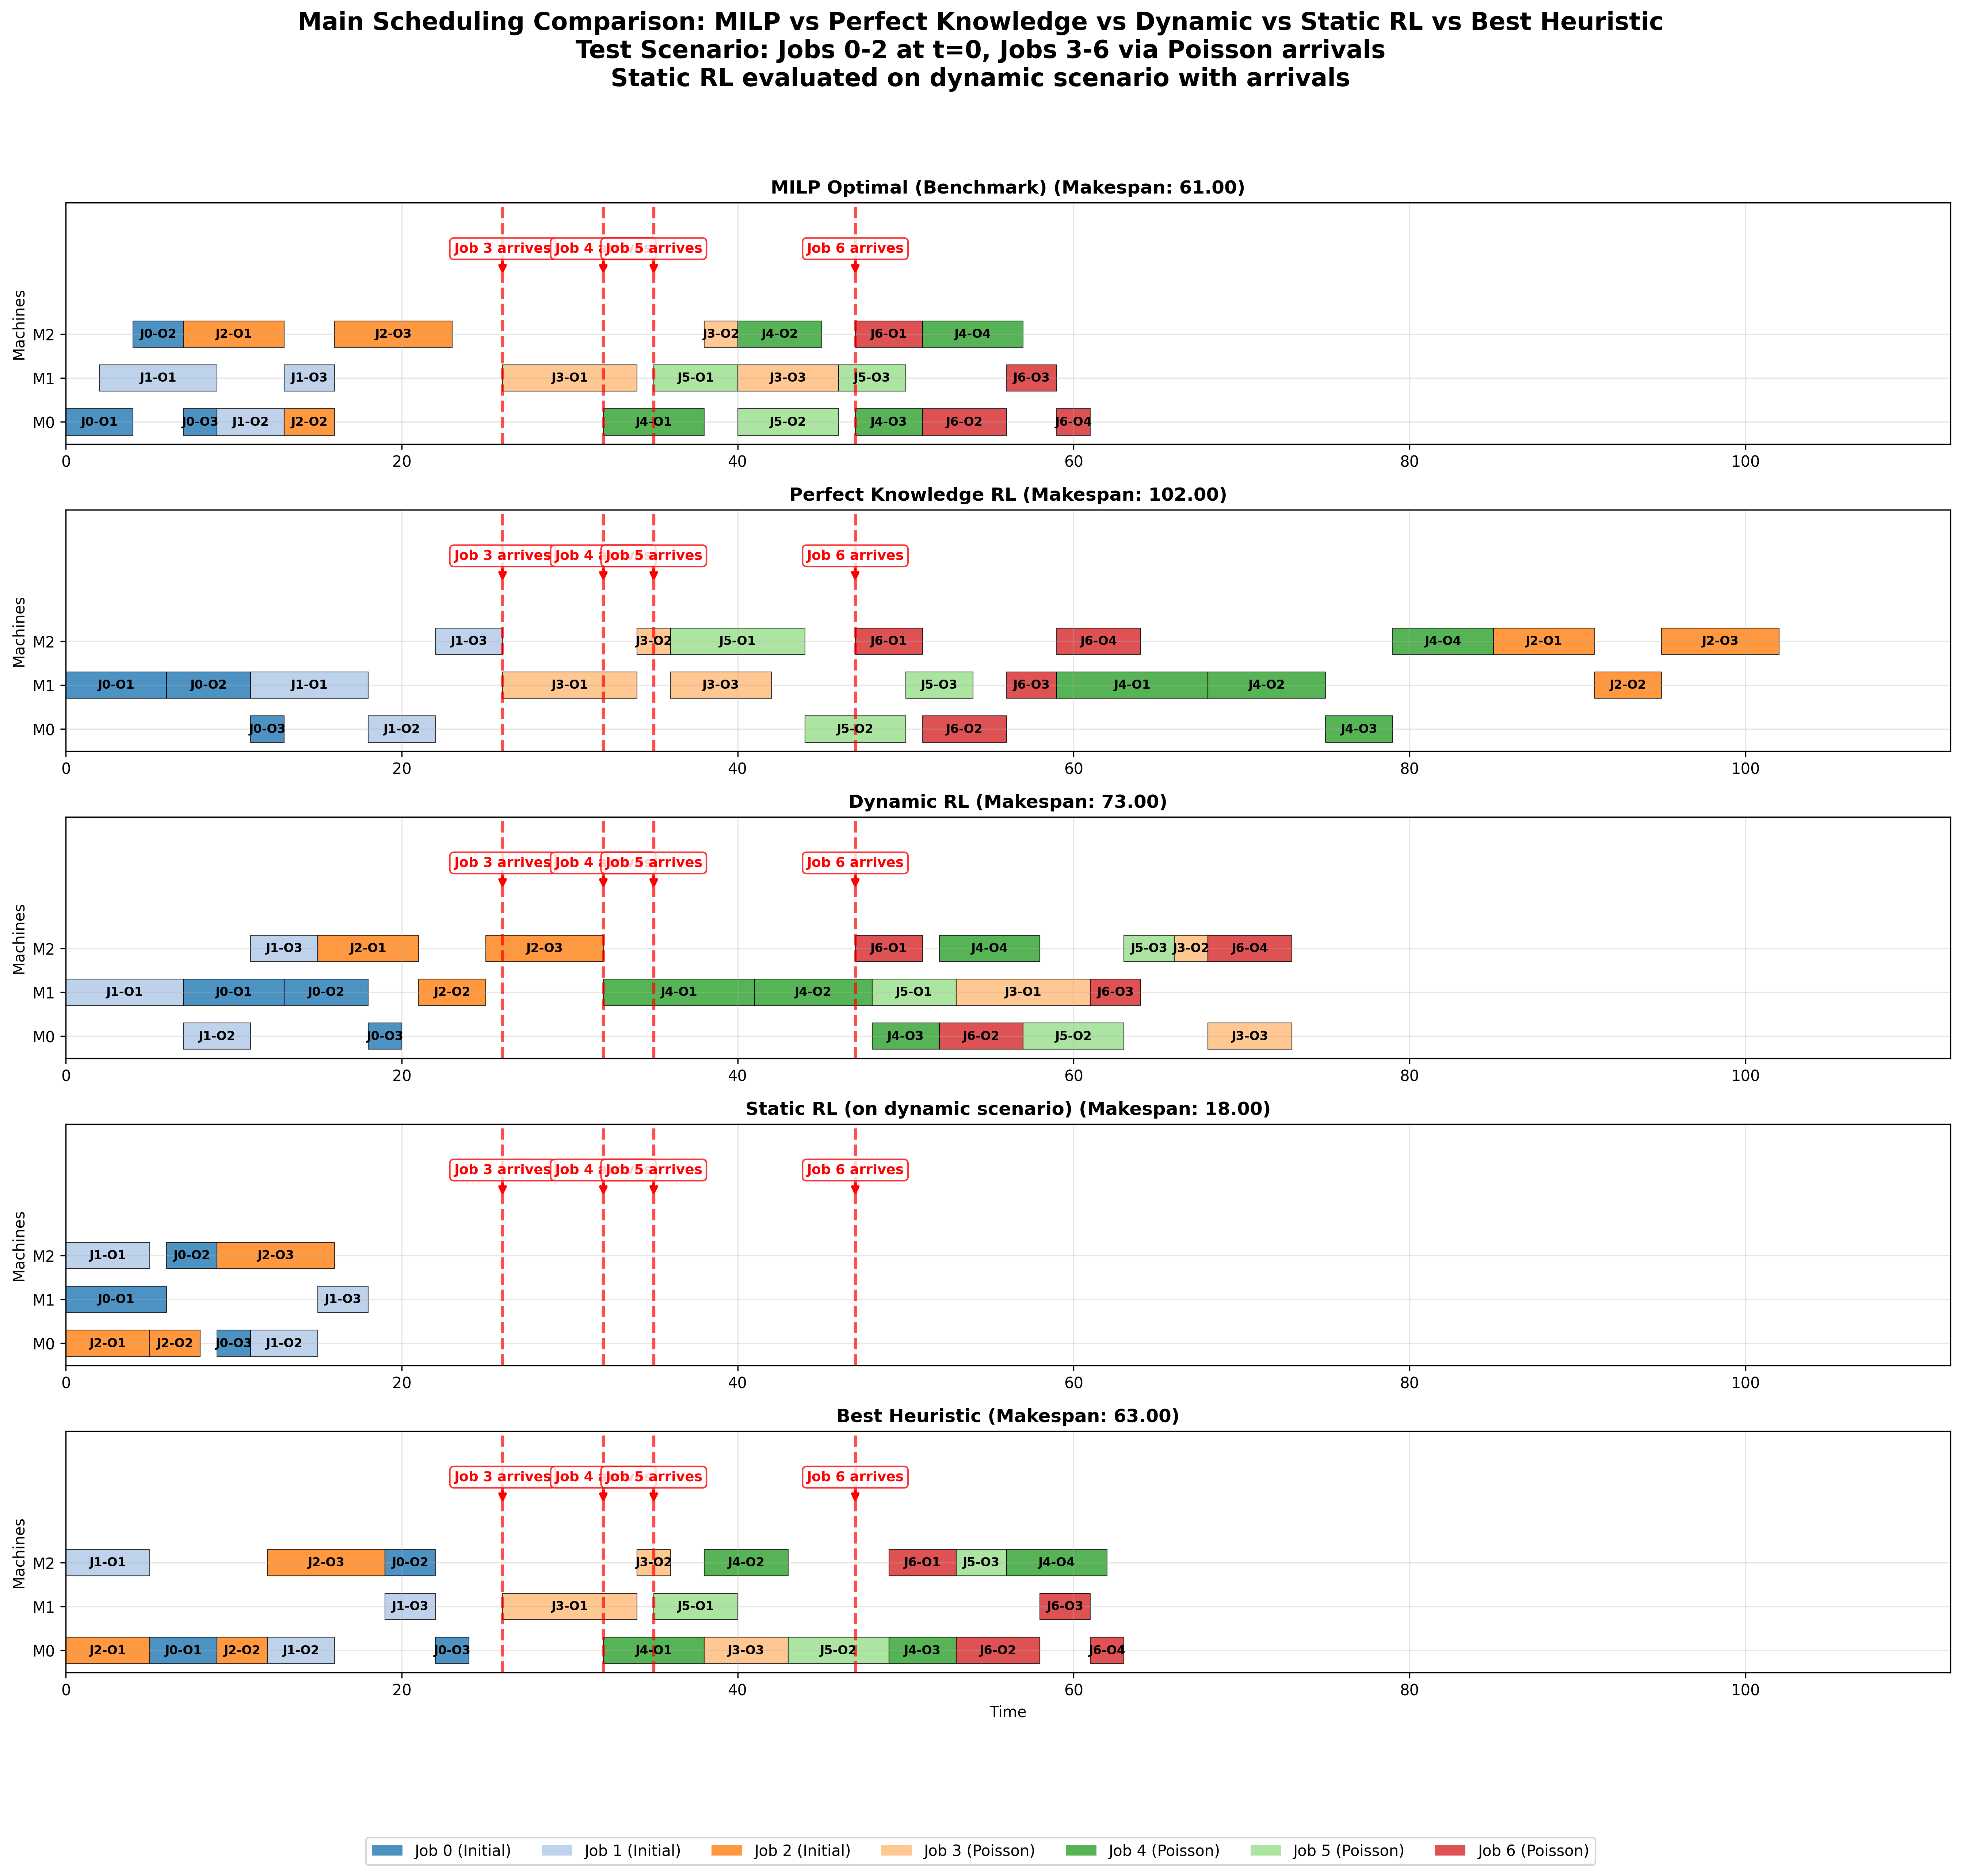 Main Scheduling Comparison: MILP vs Perfect Knowledge vs Dynamic vs Static RL vs Best Heuristic
Test Scenario: Jobs 0-2 at t=0, Jobs 3-6 via Poisson arrivals
Static RL evaluated on dynamic scenario with arrivals
MILP Optimal (Benchmark) (Makespan: 61.00)
Job 3 arrives Job 4 a Job 5 arrives Job 6 arrives
Machines
M2 J0-O2 J2-O1 J2-O3 J3-O2 J4-O2 J6-O1 J4-O4
M1 J1-O1 J1-O3 J3-O1 J5-O1 J3-O3 J5-O3 J6-O3
M0 J0-O1 J0-O3 J1-O2 J2-O2 J4-O1 J5-O2 J4-O3 J6-O2 J6-O4
0 20 40 60 80 100
Perfect Knowledge RL (Makespan: 102.00)
Job 3 arrives Job 4 a Job 5 arrives Job 6 arrives
Machines
M2 J1-O3 J3-O2 J5-O1 J6-O1 J6-O4 J4-O4 J2-O1 J2-O3
M1 J0-O1 J0-O2 J1-O1 J3-O1 J3-O3 J5-O3 J6-O3 J4-O1 J4-O2 J2-O2
M0 J0-O3 J1-O2 J5-O2 J6-O2 J4-O3
0 20 40 60 80 100
Dynamic RL (Makespan: 73.00)
Job 3 arrives Job 4 a Job 5 arrives Job 6 arrives
Machines
M2 J1-O3 J2-O1 J2-O3 J6-O1 J4-O4 J5-O3 J3-O2 J6-O4
M1 J1-O1 J0-O1 J0-O2 J2-O2 J4-O1 J4-O2 J5-O1 J3-O1 J6-O3
M0 J1-O2 J0-O3 J4-O3 J6-O2 J5-O2 J3-O3
0 20 40 60 80 100
Static RL (on dynamic scenario) (Makespan: 18.00)
Job 3 arrives Job 4 a Job 5 arrives Job 6 arrives
Machines
M2 J1-O1 J0-O2 J2-O3
M1 J0-O1 J1-O3
M0 J2-O1 J2-O2 J0-O3 J1-O2
0 20 40 60 80 100
Best Heuristic (Makespan: 63.00)
Job 3 arrives Job 4 a Job 5 arrives Job 6 arrives
Machines
M2 J1-O1 J2-O3 J0-O2 J3-O2 J4-O2 J6-O1 J5-O3 J4-O4
M1 J1-O3 J3-O1 J5-O1 J6-O3
M0 J2-O1 J0-O1 J2-O2 J1-O2 J0-O3 J4-O1 J3-O3 J5-O2 J4-O3 J6-O2 J6-O4
0 20 40 60 80 100
Time
Job 0 (Initial) Job 1 (Initial) Job 2 (Initial) Job 3 (Poisson) Job 4 (Poisson) Job 5 (Poisson) Job 6 (Poisson)